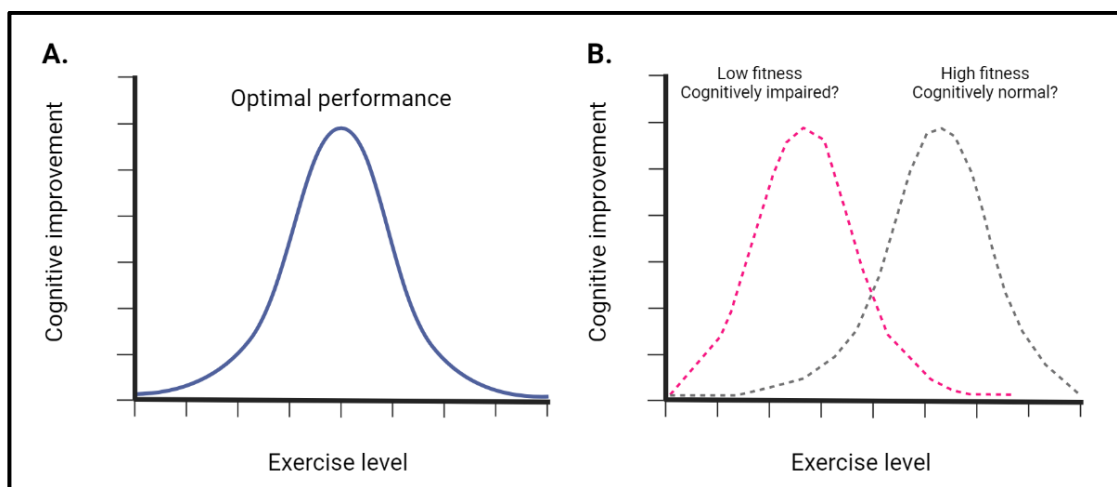 A.
Optimal performance
Cognitive improvement
Exercise level
B.
Low fitness
Cognitively impaired?
High fitness
Cognitively normal?
Cognitive improvement
Exercise level